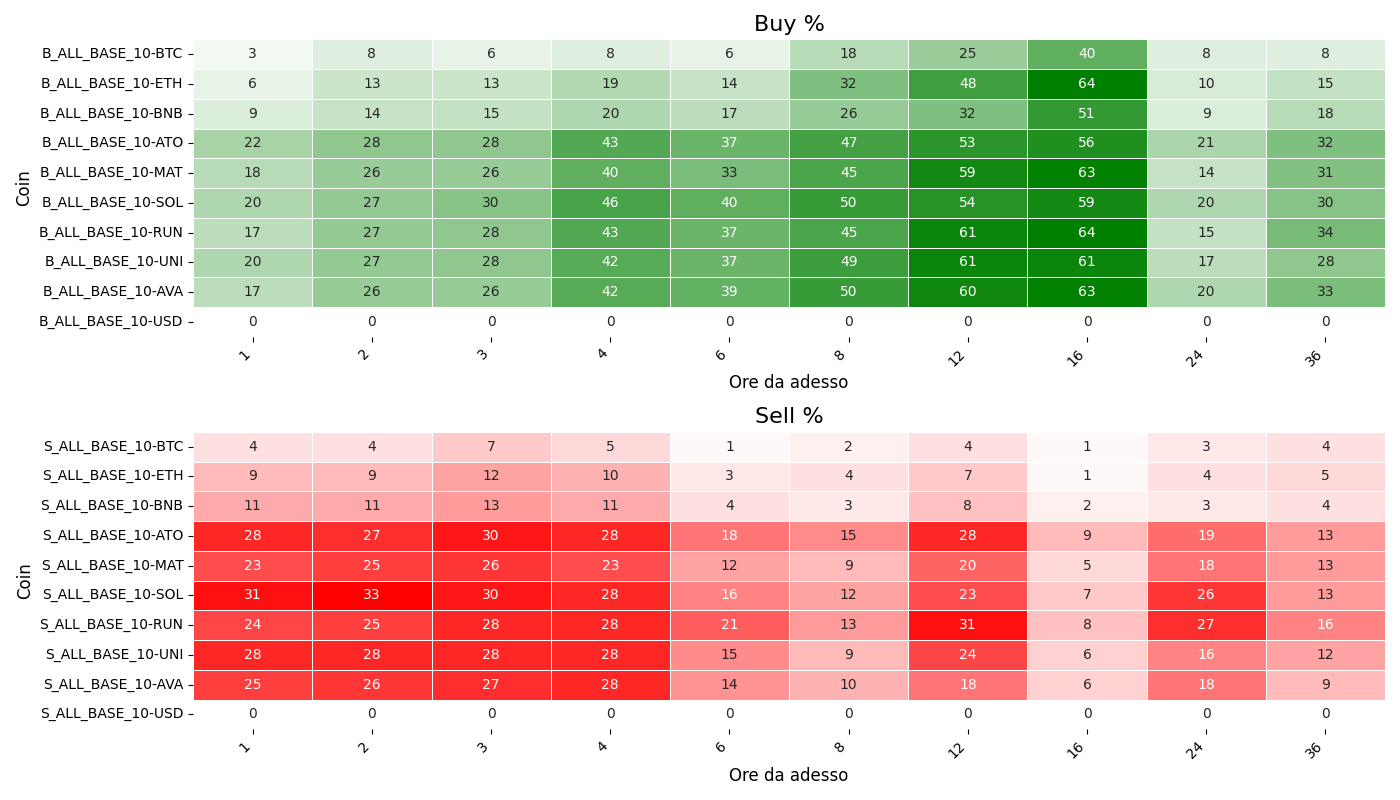 Buy %
Coin
B_ALL_BASE_10-BTC 3 8 6 8 6 18 25 40 8 8
B_ALL_BASE_10-ETH 6 13 13 19 14 32 48 64 10 15
B_ALL_BASE_10-BNB 9 14 15 20 17 26 32 51 9 18
B_ALL_BASE_10-ATO 22 28 28 43 37 47 53 56 21 32
B_ALL_BASE_10-MAT 18 26 26 40 33 45 59 63 14 31
B_ALL_BASE_10-SOL 20 27 30 46 40 50 54 59 20 30
B_ALL_BASE_10-RUN 17 27 28 43 37 45 61 64 15 34
B_ALL_BASE_10-UNI 20 27 28 42 37 49 61 61 17 28
B_ALL_BASE_10-AVA 17 26 26 42 39 50 60 63 20 33
B_ALL_BASE_10-USD 0 0 0 0 0 0 0 0 0 0
1 2 3 4 6 8 12 16 24 36
Ore da adesso
Sell %
Coin
S_ALL_BASE_10-BTC 4 4 7 5 1 2 4 1 3 4
S_ALL_BASE_10-ETH 9 9 12 10 3 4 7 1 4 5
S_ALL_BASE_10-BNB 11 11 13 11 4 3 8 2 3 4
S_ALL_BASE_10-ATO 28 27 30 28 18 15 28 9 19 13
S_ALL_BASE_10-MAT 23 25 26 23 12 9 20 5 18 13
S_ALL_BASE_10-SOL 31 33 30 28 16 12 23 7 26 13
S_ALL_BASE_10-RUN 24 25 28 28 21 13 31 8 27 16
S_ALL_BASE_10-UNI 28 28 28 28 15 9 24 6 16 12
S_ALL_BASE_10-AVA 25 26 27 28 14 10 18 6 18 9
S_ALL_BASE_10-USD 0 0 0 0 0 0 0 0 0 0
1 2 3 4 6 8 12 16 24 36
Ore da adesso